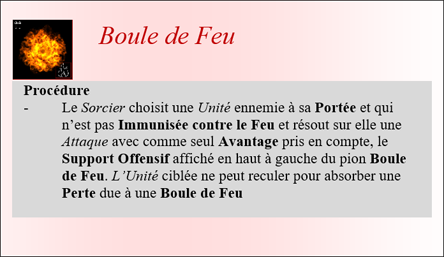 Boule de Feu
Procédure
- Le Sorcier choisit une Unité ennemie à sa Portée et qui
n'est pas Immunisée contre le Feu et résout sur elle une
Attaque avec comme seul Avantage pris en compte, le
Support Offensif affiché en haut à gauche du pion Boule
de Feu. L'Unité ciblée ne peut reculer pour absorber une
Perte due à une Boule de Feu